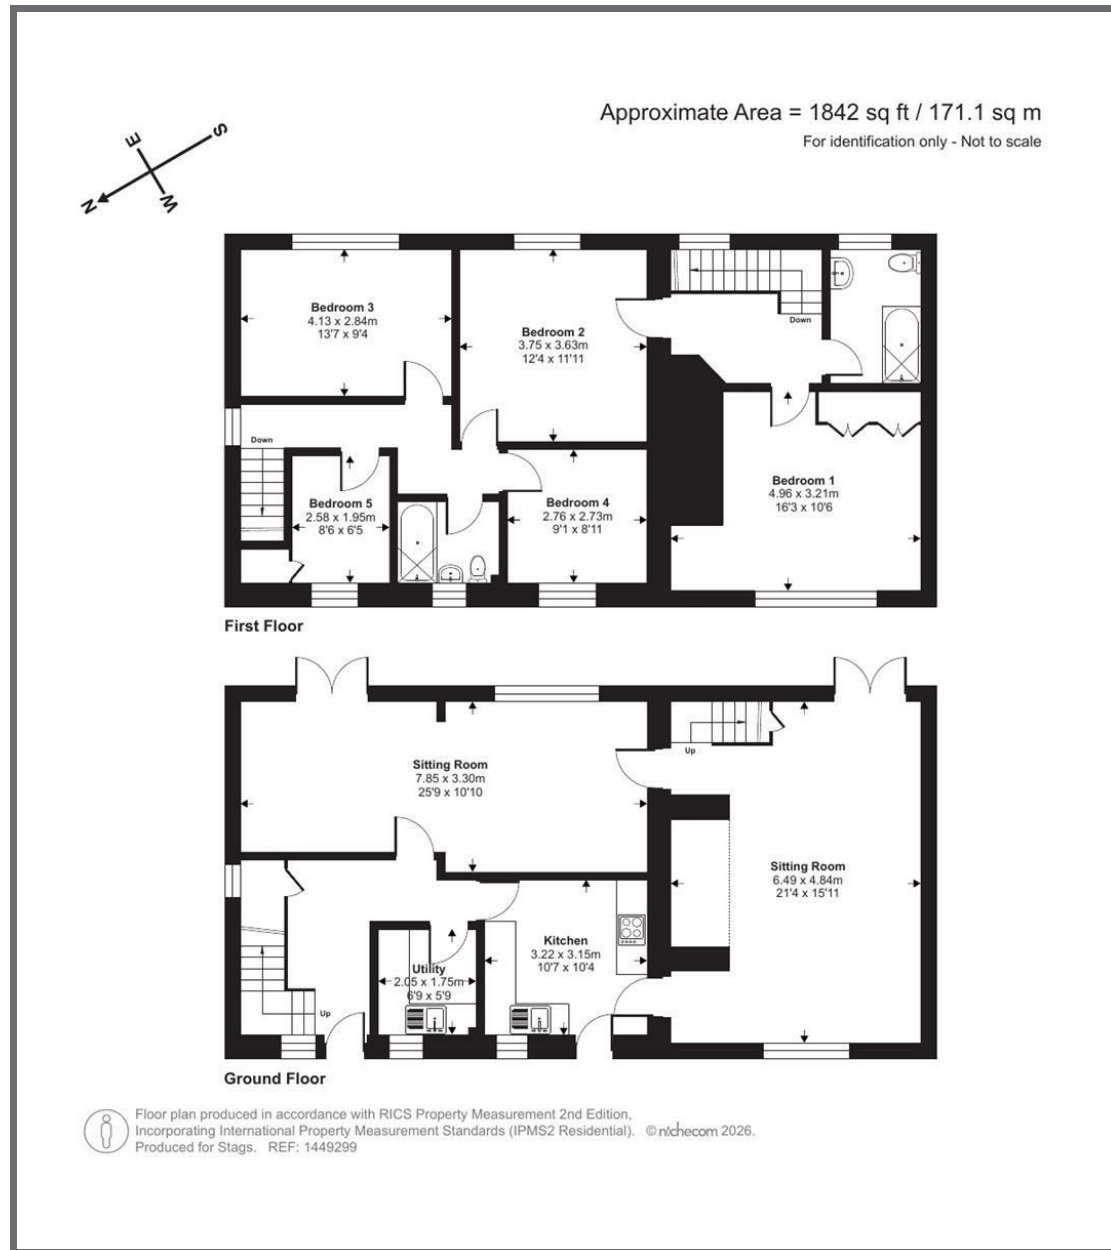 Approximate Area = 1842 sq ft / 171.1 sq m
For identification only - Not to scale
S
E
W
N
Bedroom 3
4.13 x 2.84m
13'7 x 9'4
Bedroom 2
3.75 x 3.63m
12'4 x 11'11
Down
Down
Bedroom 5
2.58 x 1.95m
8'6 x 6'5
Bedroom 4
2.76 x 2.73m
9'1 x 8'11
Bedroom 1
4.96 x 3.21m
16'3 x 10'6
First Floor
Sitting Room
7.85 x 3.30m
25'9 x 10'10
Up
Sitting Room
6.49 x 4.84m
21'4 x 15'11
Kitchen
3.22 x 3.15m
10'7 x 10'4
Utility
2.05 x 1.75m
6'9 x 5'9
Up
Ground Floor
Floor plan produced in accordance with RICS Property Measurement 2nd Edition,
Incorporating International Property Measurement Standards (IPMS2 Residential). © nichecom 2026.
Produced for Stags. REF: 1449299